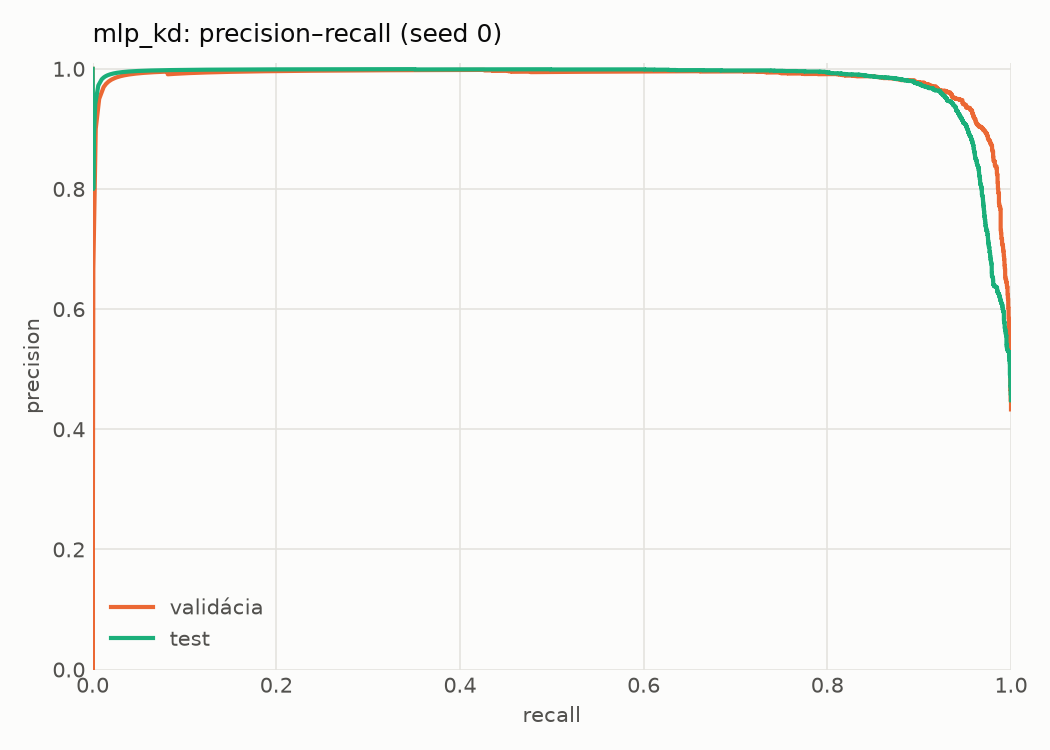 mlp_kd: precision–recall (seed 0)
1.0
0.8
0.6
0.4
0.2
0.0
precision
validácia
test
0.0 0.2 0.4 0.6 0.8 1.0
recall